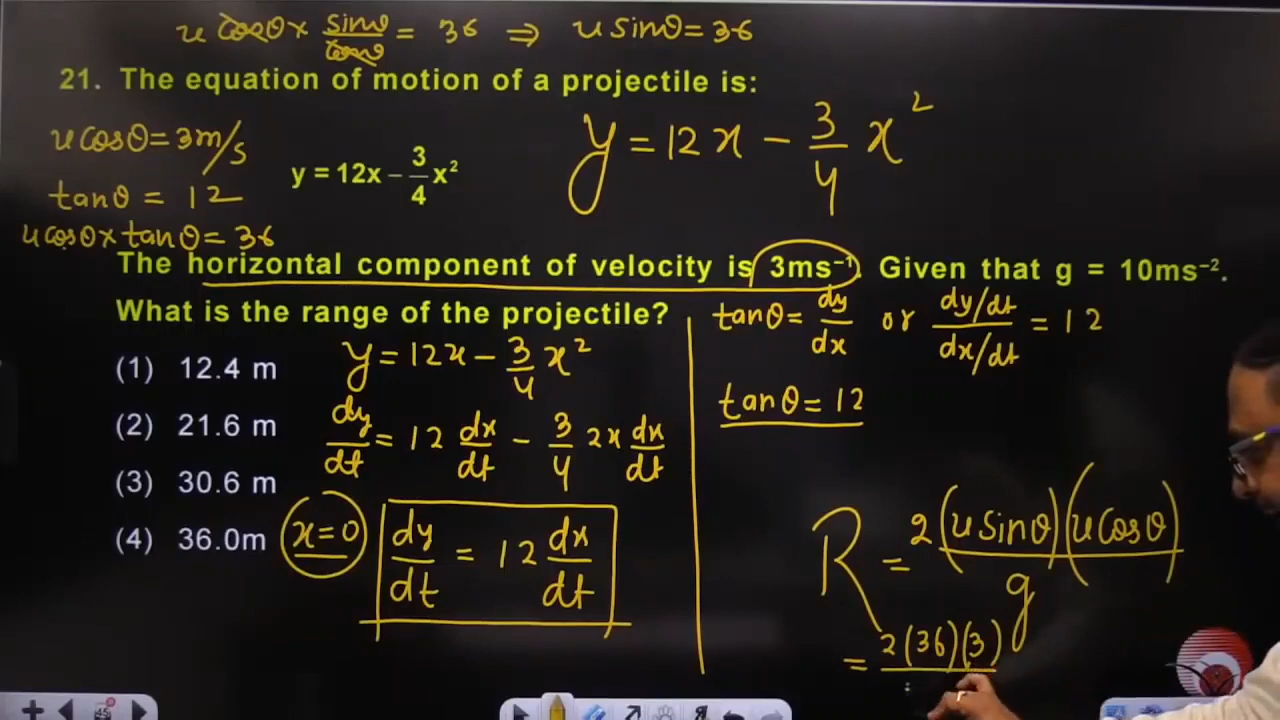 u cosθ × sinθ/cosθ = 36 ⇒ u sinθ = 36
21. The equation of motion of a projectile is:
u cosθ = 3m/s
tanθ = 12
u cosθ × tanθ = 36
y = 12x – 3/4 x²
y = 12x – 3/4 x²
The horizontal component of velocity is 3ms⁻¹. Given that g = 10ms⁻².
What is the range of the projectile?
(1) 12.4 m
(2) 21.6 m
(3) 30.6 m
(4) 36.0m
y = 12x – 3/4 x²
dy/dt = 12 dx/dt – 3/4 2x dx/dt
x=0
dy/dt = 12 dx/dt
tanθ = dy/dx or dy/dt / dx/dt = 12
tanθ = 12
R = 2(u sinθ)(u cosθ)/g
= 2(36)(3)